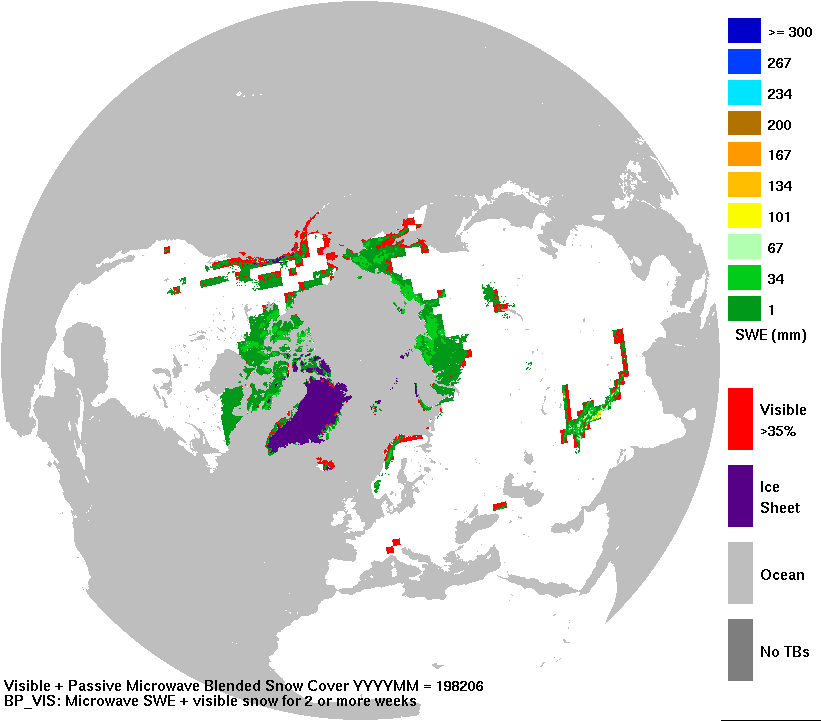 >= 300
267
234
200
167
134
101
67
34
1
SWE (mm)
Visible
>35%
Ice
Sheet
Ocean
No TBs
Visible + Passive Microwave Blended Snow Cover YYYYMM = 198206
BP_VIS: Microwave SWE + visible snow for 2 or more weeks